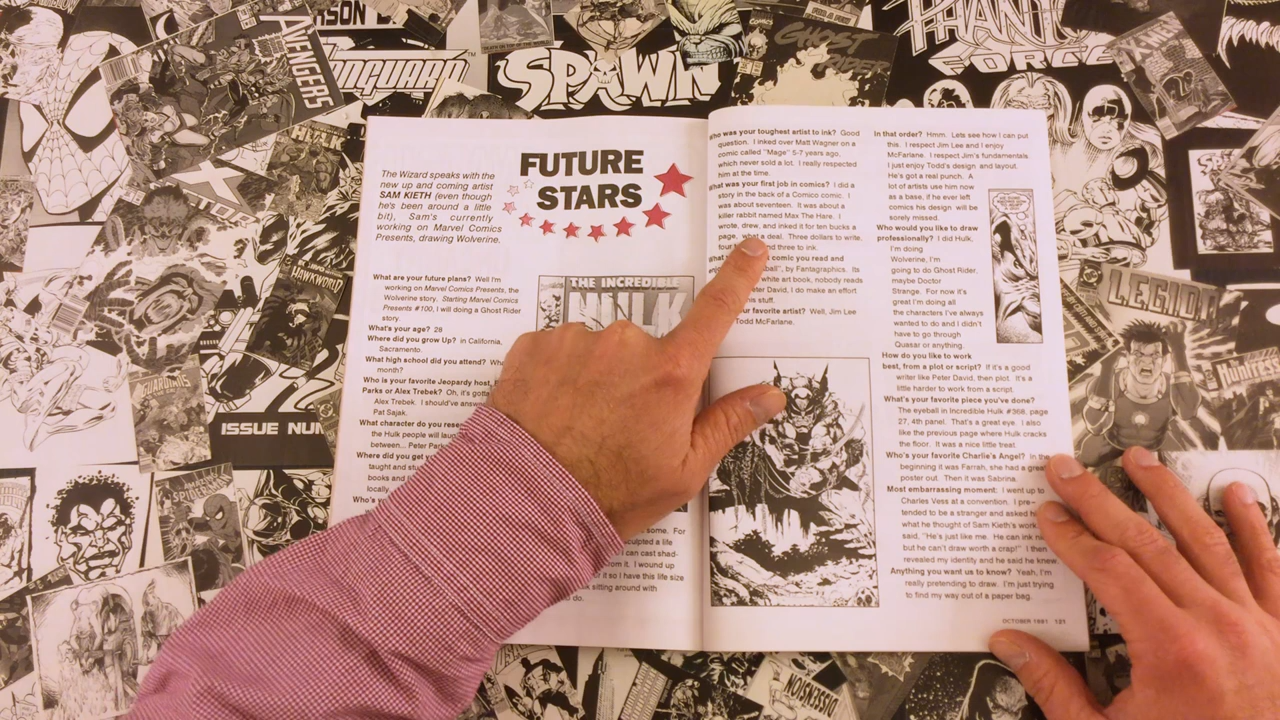 AVENGERS
SPAWN
GHOST
RIDER
FORCE
HAWKWORLD
GUARDIANS
ISSUE
LEGION
Huntress
DISSENSION
FUTURE
STARS
The Wizard speaks with the
new up and coming artist
SAM KIETH (even though
he's been around a little
bit), Sam's currently
working on Marvel Comics
Presents, drawing Wolverine.
THE INCREDIBLE
HULK
What are your future plans? Well I'm
working on Marvel Comics Presents, the
Wolverine story. Starting Marvel Comics
Presents #100, I will doing a Ghost Rider
story.
What's your age? 28
Where did you grow Up? in California,
Sacramento.
What high school did you attend?
month?
Who is your favorite Jeopardy host,
Parks or Alex Trebek? Oh, it's
Alex Trebek. I should've
Pat Sajak.
What character do you
the Hulk people will
between... Peter
Where did you get
taught and
books and
locally.
some. For
sculpted a life
I can cast shad-
from it. I wound up
it so I have this life size
sitting around with
do.
Who was your toughest artist to ink? Good
question. I inked over Matt Wagner on a
comic called "Mage" 5-7 years ago,
which never sold a lot. I really respected
him at the time.
What was your first job in comics? I did a
story in the back of a Comico comic. I
was about seventeen. It was about a
killer rabbit named Max The Hare. I
wrote, drew, and inked it for ten bucks a
page, what a deal. Three dollars to write,
four and three to ink.
What comic you read and
", by Fantagraphics. Its
white art book, nobody reads
Peter David, I do make an effort
his stuff.
your favorite artist? Well, Jim Lee
Todd McFarlane.
In that order? Hmm. Lets see how I can put
this. I respect Jim Lee and I enjoy
McFarlane. I respect Jim's fundamentals.
I just enjoy Todd's design and layout.
He's got a real punch. A
lot of artists use him now
as a base, if he ever left
comics his design will be
sorely missed.
Who would you like to draw
professionally? I did Hulk,
I'm doing
Wolverine, I'm
going to do Ghost Rider,
maybe Doctor
Strange. For now it's
great I'm doing all
the characters I've always
wanted to do and I didn't
have to go through
Quasar or anything.
How do you like to work
best, from a plot or script? If it's a good
writer like Peter David, then plot. It's a
little harder to work from a script.
What's your favorite piece you've done?
The eyeball in Incredible Hulk #368, page
27, 4th panel. That's a great eye. I also
like the previous page where Hulk cracks
the floor. It was a nice little treat.
Who's your favorite Charlie's Angel? In the
beginning it was Farrah, she had a great
poster out. Then it was Sabrina.
Most embarrassing moment: I went up to
Charles Vess at a convention. I pre-
tended to be a stranger and asked
what he thought of Sam Kieth's work
said, "He's just like me. He can ink
but he can't draw worth a crap!" I then
revealed my identity and he said he knew.
Anything you want us to know? Yeah, I'm
really pretending to draw. I'm just trying
to find my way out of a paper bag.
OCTOBER 1991 121